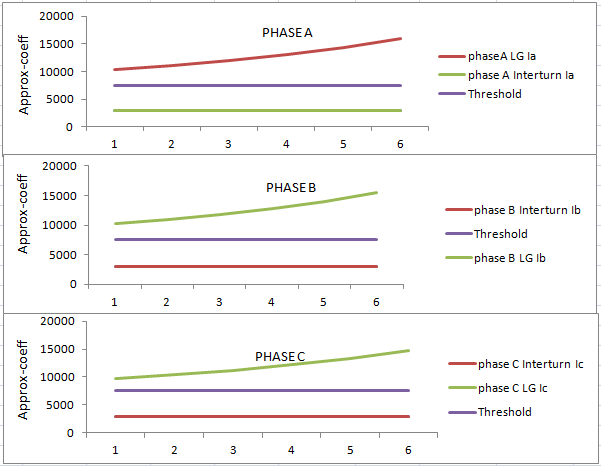 PHASE A
Approx-coeff
20000
15000
10000
5000
0
1 2 3 4 5 6
phaseA LG Ia
phase A Interturn Ia
Threshold
PHASE B
Approx-coeff
20000
15000
10000
5000
0
1 2 3 4 5 6
phase B Interturn Ib
Threshold
phase B LG Ib
PHASE C
Approx-coeff
20000
15000
10000
5000
0
1 2 3 4 5 6
phase C Interturn Ic
phase C LG Ic
Threshold